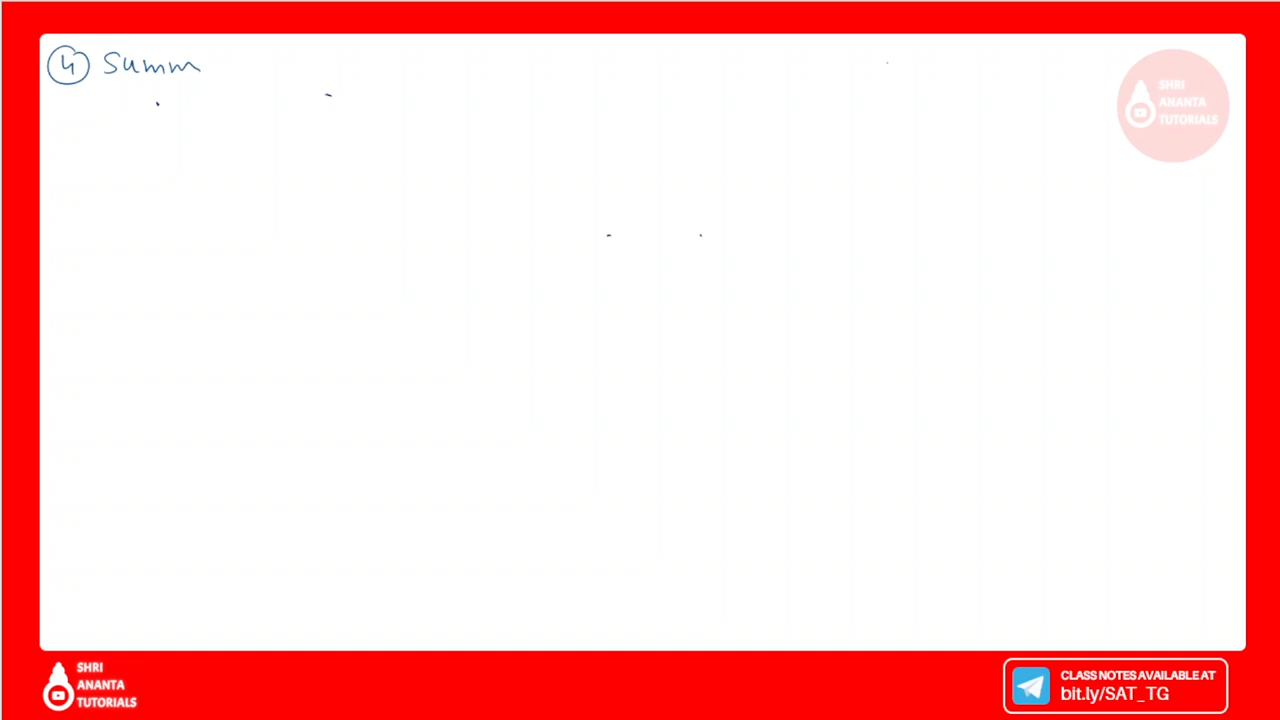 ④ Summ
SHRI
ANANTA
TUTORIALS
SHRI
ANANTA
TUTORIALS
CLASS NOTES AVAILABLE AT
bit.ly/SAT_TG